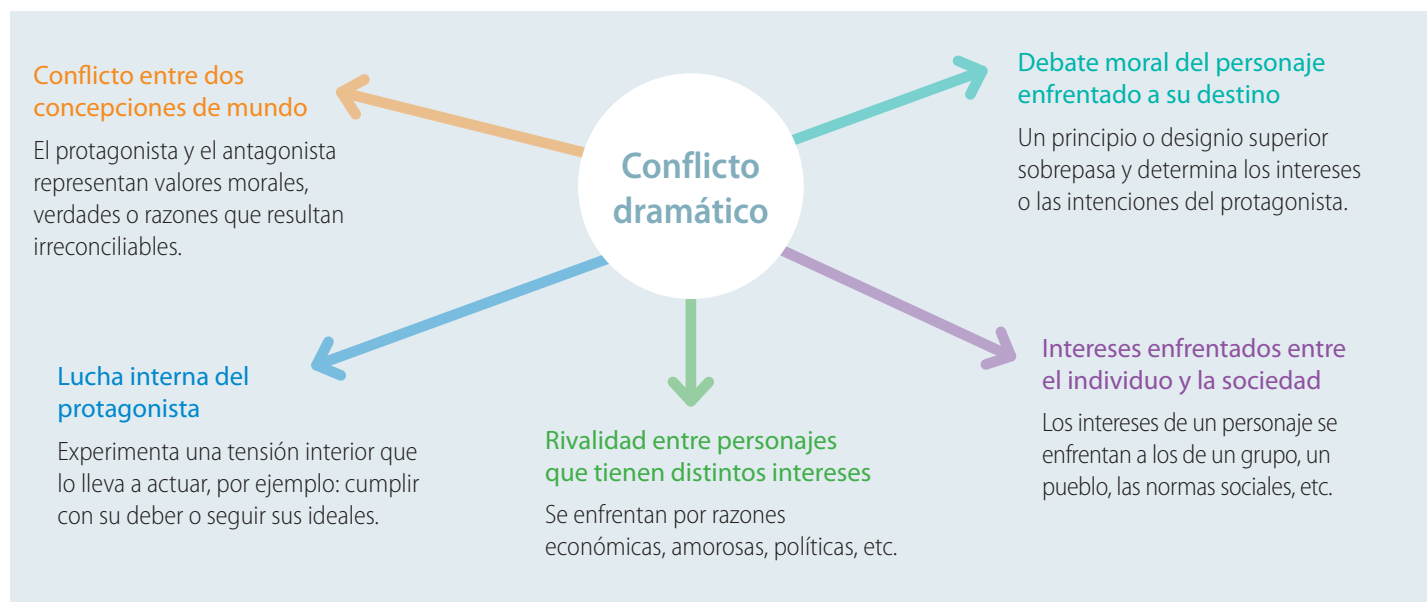 Conflicto
dramático
Conflicto entre dos
concepciones de mundo
El protagonista y el antagonista
representan valores morales,
verdades o razones que resultan
irreconciliables.
Debate moral del personaje
enfrentado a su destino
Un principio o designio superior
sobrepasa y determina los intereses
o las intenciones del protagonista.
Lucha interna del
protagonista
Experimenta una tensión interior que
lo lleva a actuar, por ejemplo: cumplir
con su deber o seguir sus ideales.
Rivalidad entre personajes
que tienen distintos intereses
Se enfrentan por razones
económicas, amorosas, políticas, etc.
Intereses enfrentados entre
el individuo y la sociedad
Los intereses de un personaje se
enfrentan a los de un grupo, un
pueblo, las normas sociales, etc.